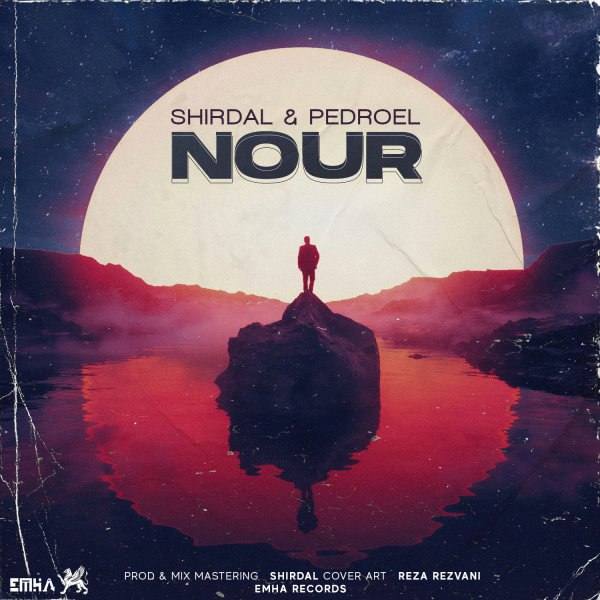 SHIRDAL & PEDROEL
NOUR
EMHA
PROD & MIX MASTERING SHIRDAL COVER ART REZA REZVANI
EMHA RECORDS